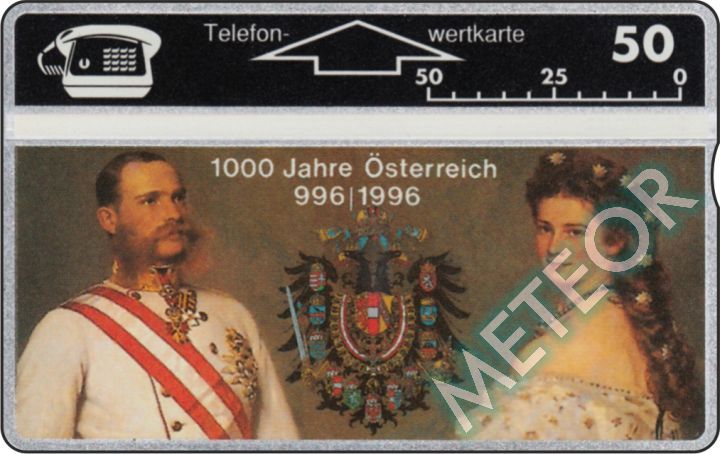 Telefon- wertkarte 50
50 25 0
1000 Jahre Österreich
996|1996
METEOR